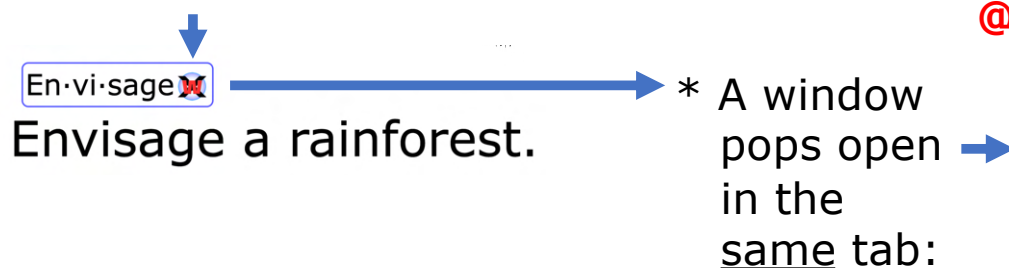 @
En·vi·sage W
Envisage a rainforest.
* A window
pops open
in the
same tab: